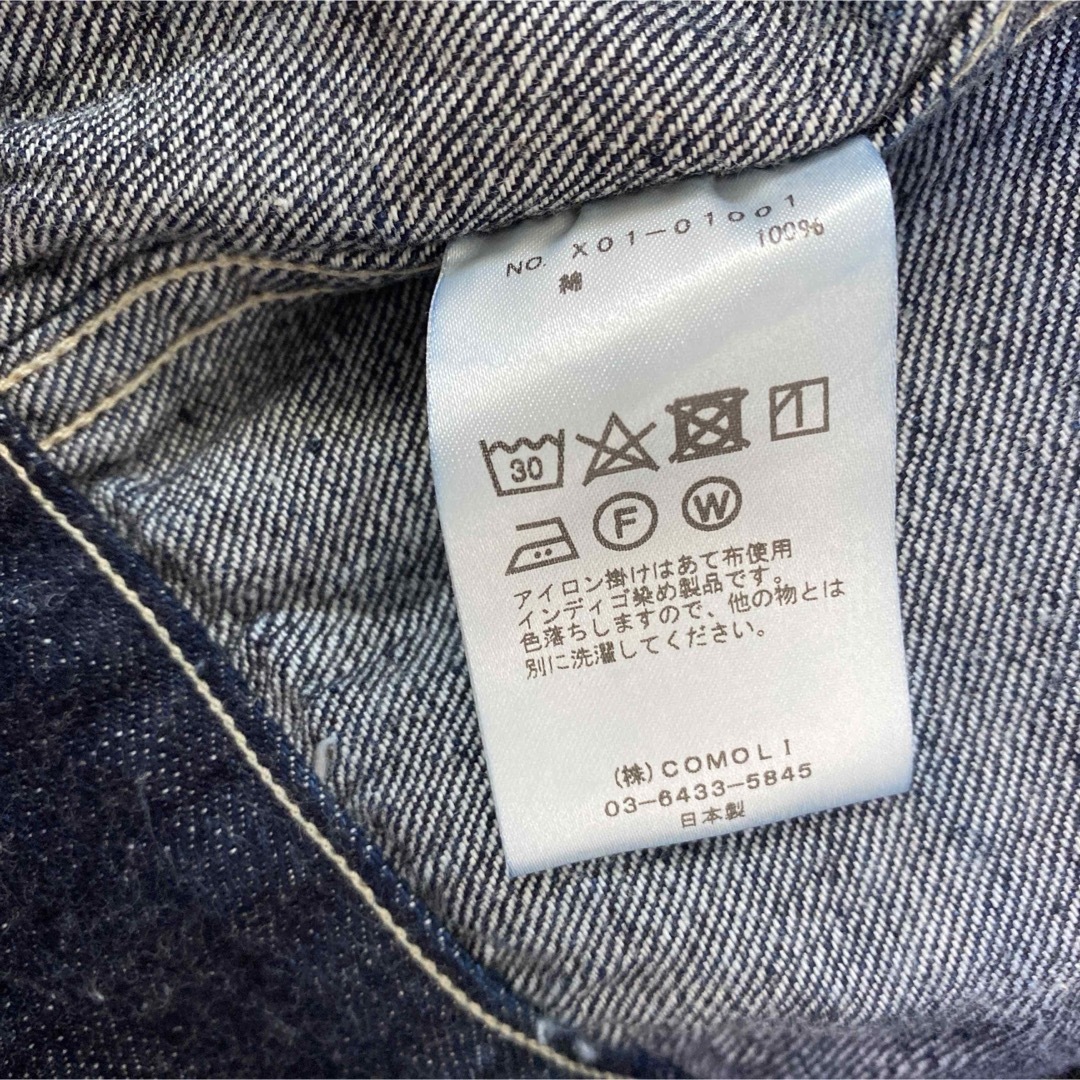 NO. X01-01001
綿 100%
30
F W
アイロン掛けはあて布使用
インディゴ染め製品です。
色落ちしますので、他の物とは
別に洗濯してください。
(株)COMOLI
03-6433-5845
日本製